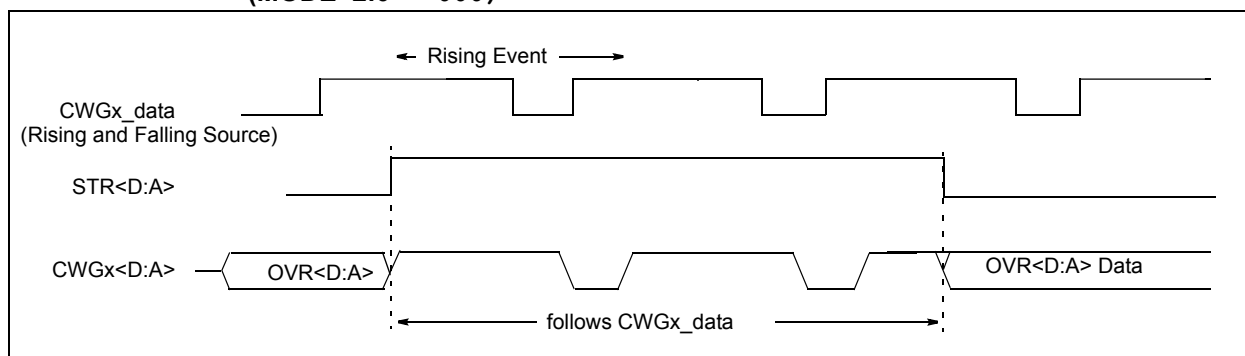 Rising Event
CWGx_data
(Rising and Falling Source)
STR<D:A>
CWGx<D:A>
OVR<D:A>
OVR<D:A> Data
follows CWGx_data